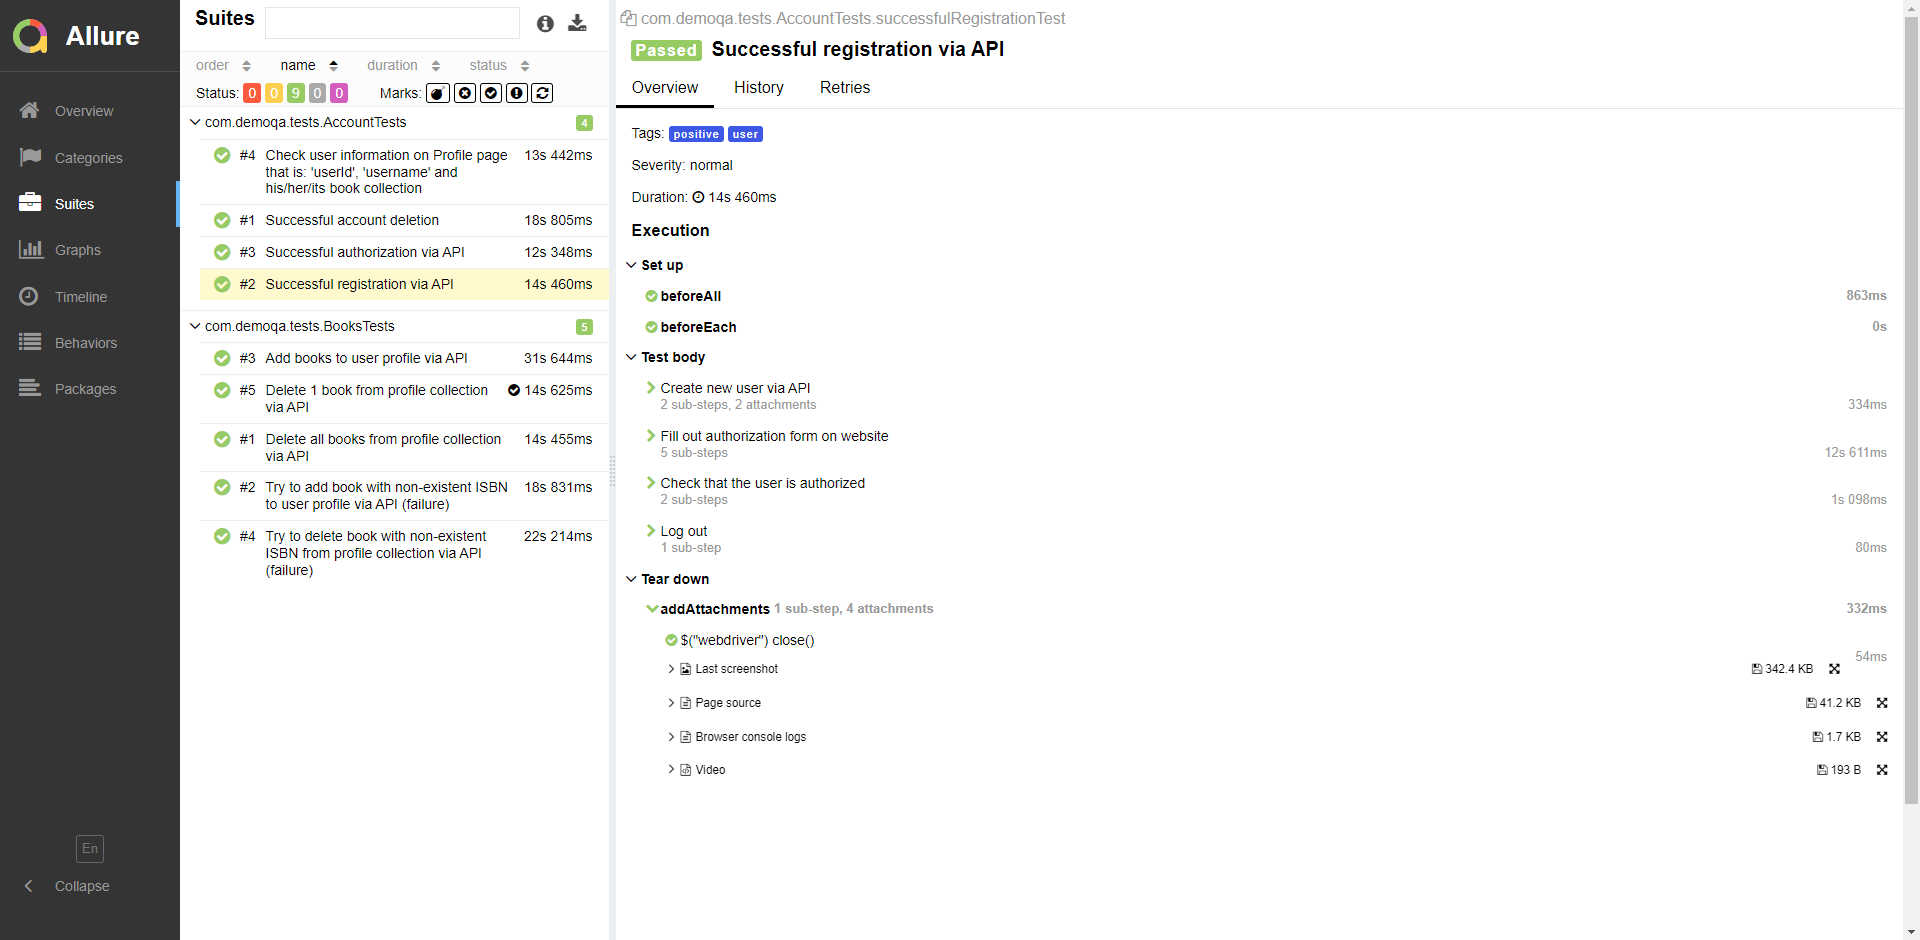 Allure
Overview
Categories
Suites
Graphs
Timeline
Behaviors
Packages
En
Collapse
Suites
order name duration status
Status: 0 0 9 0 0 Marks:
com.demoqa.tests.AccountTests 4
#4 Check user information on Profile page 13s 442ms
that is: 'userId', 'username' and
his/her/its book collection
#1 Successful account deletion 18s 805ms
#3 Successful authorization via API 12s 348ms
#2 Successful registration via API 14s 460ms
com.demoqa.tests.BooksTests 5
#3 Add books to user profile via API 31s 644ms
#5 Delete 1 book from profile collection 14s 625ms
via API
#1 Delete all books from profile collection 14s 455ms
via API
#2 Try to add book with non-existent ISBN 18s 831ms
to user profile via API (failure)
#4 Try to delete book with non-existent 22s 214ms
ISBN from profile collection via API
(failure)
com.demoqa.tests.AccountTests.successfulRegistrationTest
Passed Successful registration via API
Overview History Retries
Tags: positive user
Severity: normal
Duration: 14s 460ms
Execution
Set up
beforeAll 863ms
beforeEach 0s
Test body
Create new user via API
2 sub-steps, 2 attachments 334ms
Fill out authorization form on website
5 sub-steps 12s 611ms
Check that the user is authorized
2 sub-steps 1s 098ms
Log out
1 sub-step 80ms
Tear down
addAttachments 1 sub-step, 4 attachments 332ms
$("webdriver") close()
54ms
Last screenshot 342.4 KB
Page source 41.2 KB
Browser console logs 1.7 KB
Video 193 B